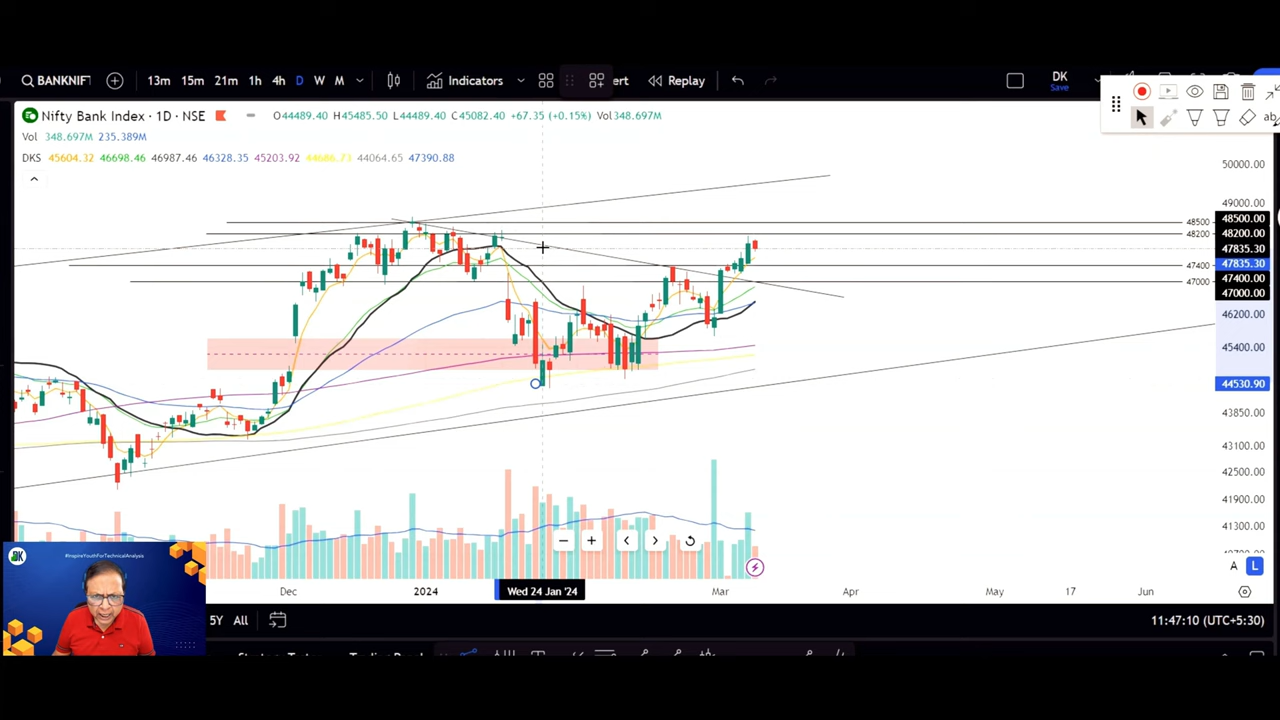 BANKNIFT 13m 15m 21m 1h 4h D W M Indicators ert Replay DK
Save
Nifty Bank Index · 1D · NSE O44489.40 H45485.50 L44489.40 C45082.40 +67.35 (+0.15%) Vol348.697M
Vol 348.697M 235.389M
DKS 45604.32 46698.46 46987.46 46328.35 45203.92 44686.73 44064.65 47390.88
50000.00
49000.00
48500 48500.00
48200 48200.00
47835.30
47835.30
47400 47400.00
47000 47000.00
46200.00
45400.00
44530.90
43850.00
43100.00
42500.00
41900.00
41300.00
A L
DK #InspireYouthForTechnicalAnalysis
Dec 2024 Wed 24 Jan '24 Mar Apr May 17 Jun
5Y All 11:47:10 (UTC+5:30)